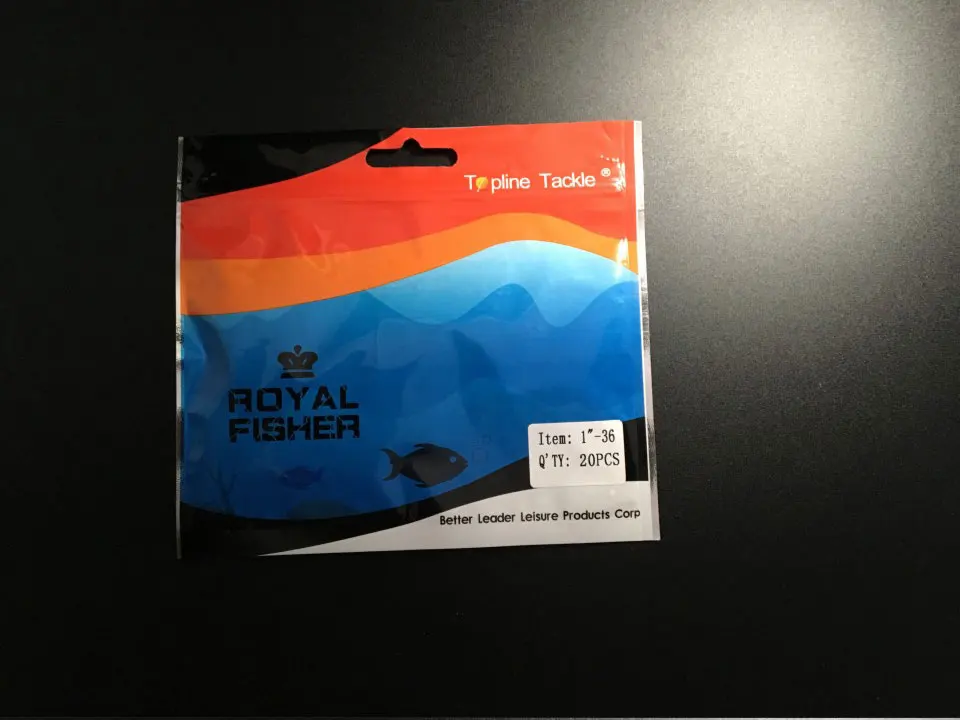 Topline Tackle ®
ROYAL
FISHER
Item: 1"-36
Q'TY: 20PCS
Better Leader Leisure Products Corp